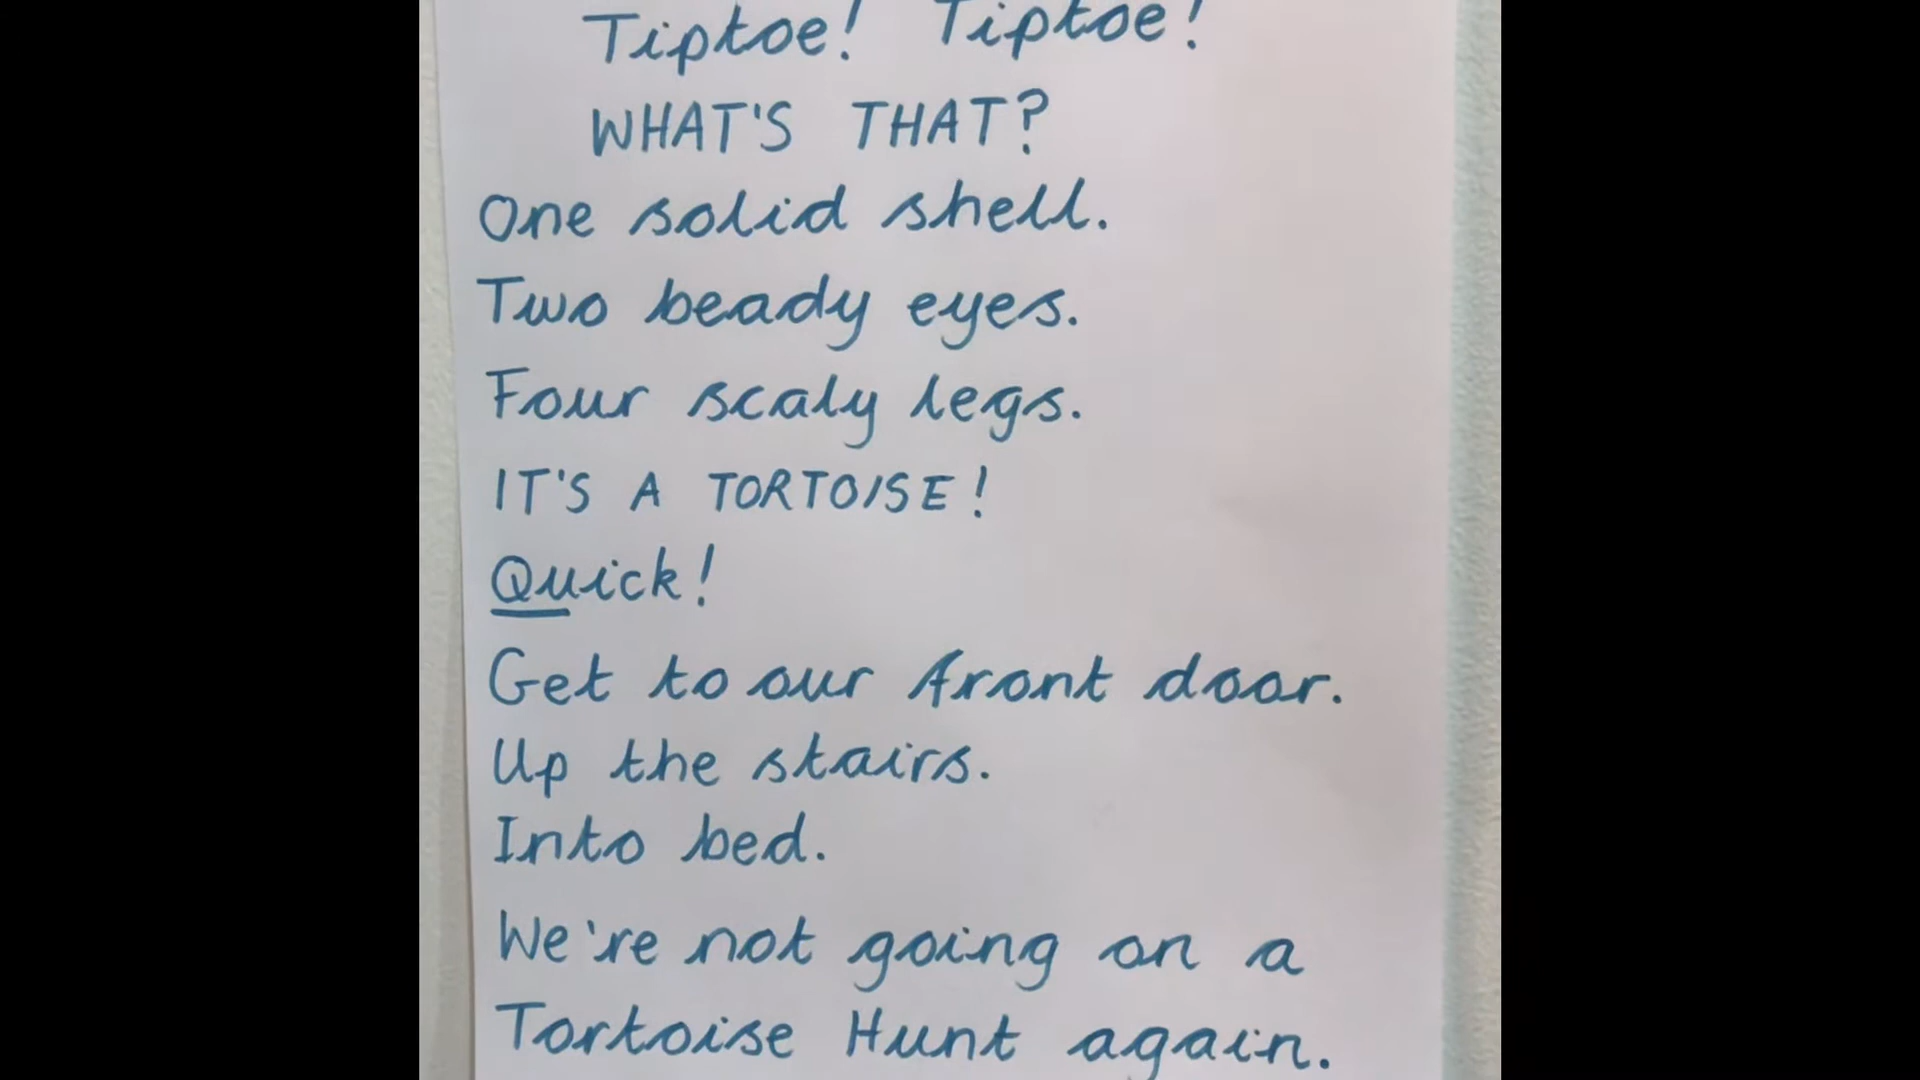 Tiptoe! Tiptoe!
WHAT'S THAT?
One solid shell.
Two beady eyes.
Four scaly legs.
IT'S A TORTOISE!
Quick!
Get to our front door.
Up the stairs.
Into bed.
We're not going on a
Tortoise Hunt again.